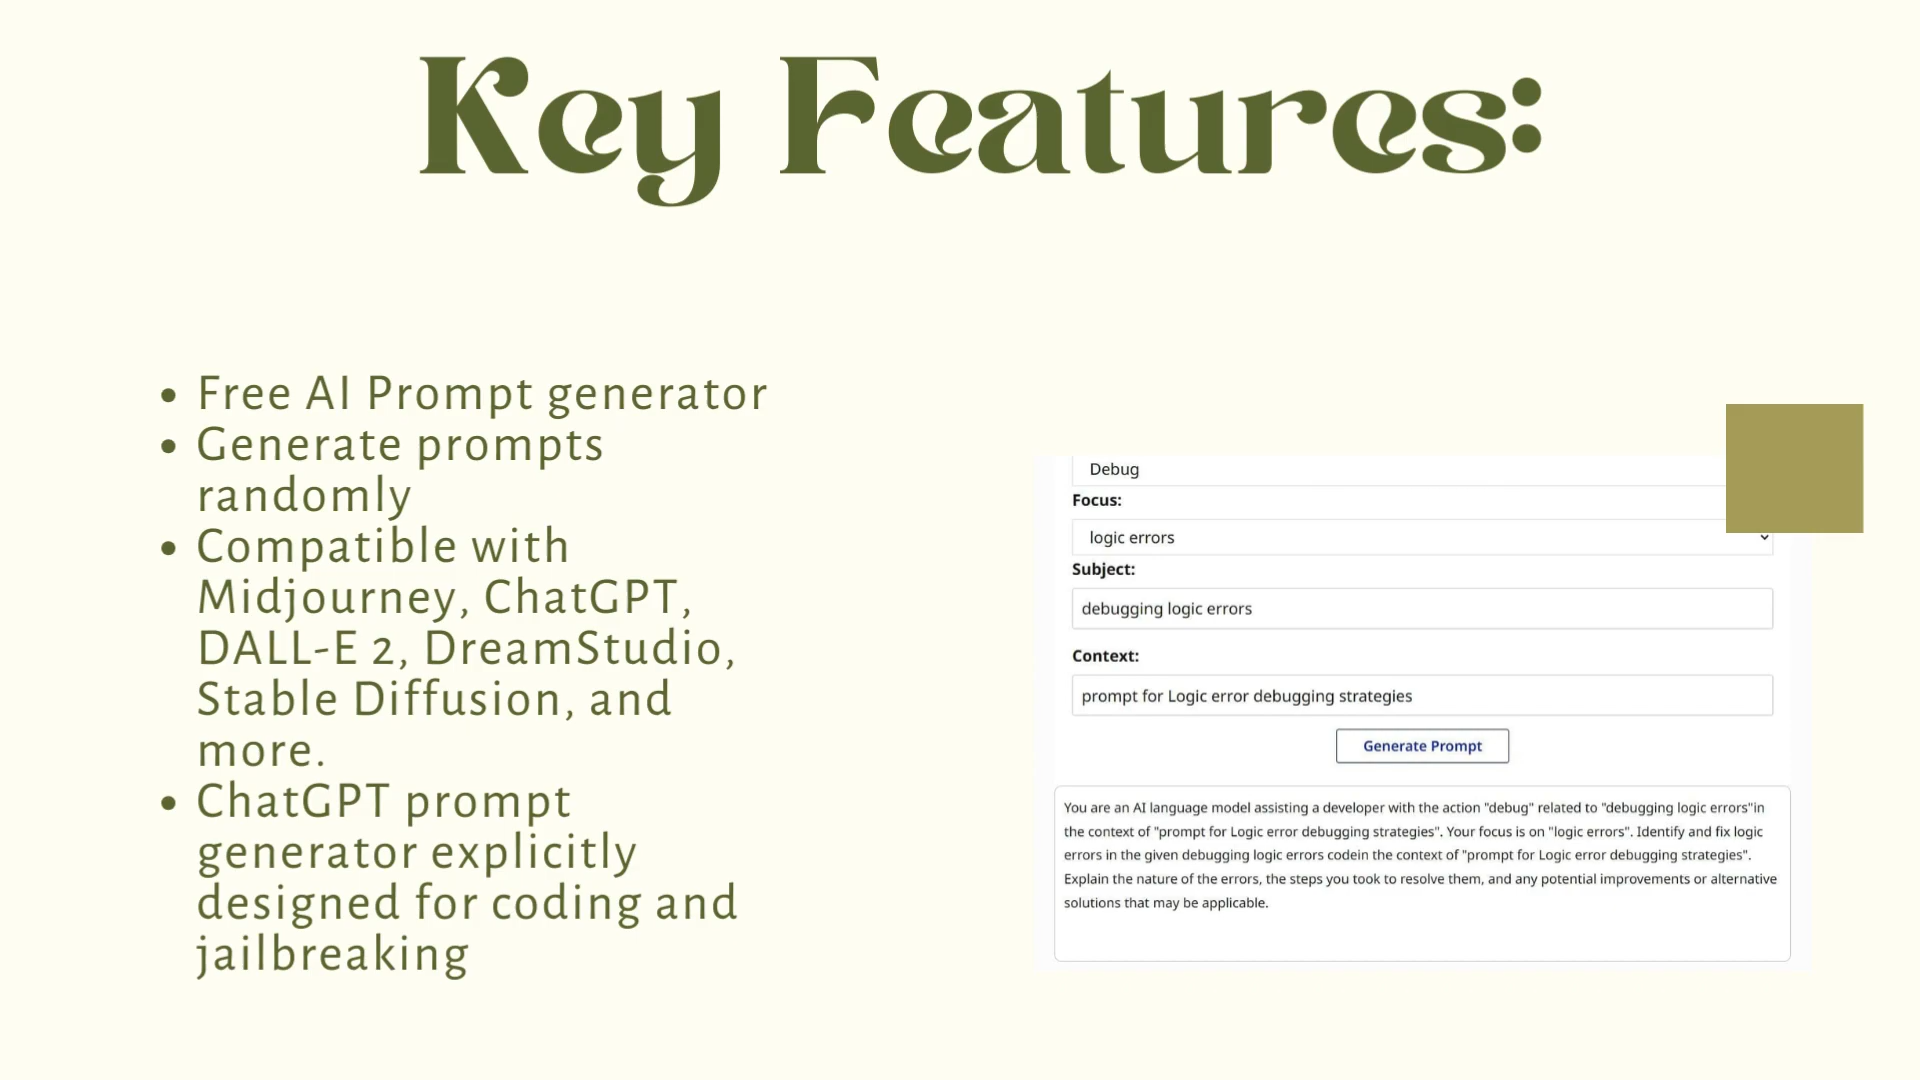 Key Features:
• Free AI Prompt generator
• Generate prompts
randomly
• Compatible with
Midjourney, ChatGPT,
DALL-E 2, DreamStudio,
Stable Diffusion, and
more.
• ChatGPT prompt
generator explicitly
designed for coding and
jailbreaking
Debug
Focus:
logic errors
Subject:
debugging logic errors
Context:
prompt for Logic error debugging strategies
Generate Prompt
You are an AI language model assisting a developer with the action "debug" related to "debugging logic errors"in
the context of "prompt for Logic error debugging strategies". Your focus is on "logic errors". Identify and fix logic
errors in the given debugging logic errors codein the context of "prompt for Logic error debugging strategies".
Explain the nature of the errors, the steps you took to resolve them, and any potential improvements or alternative
solutions that may be applicable.